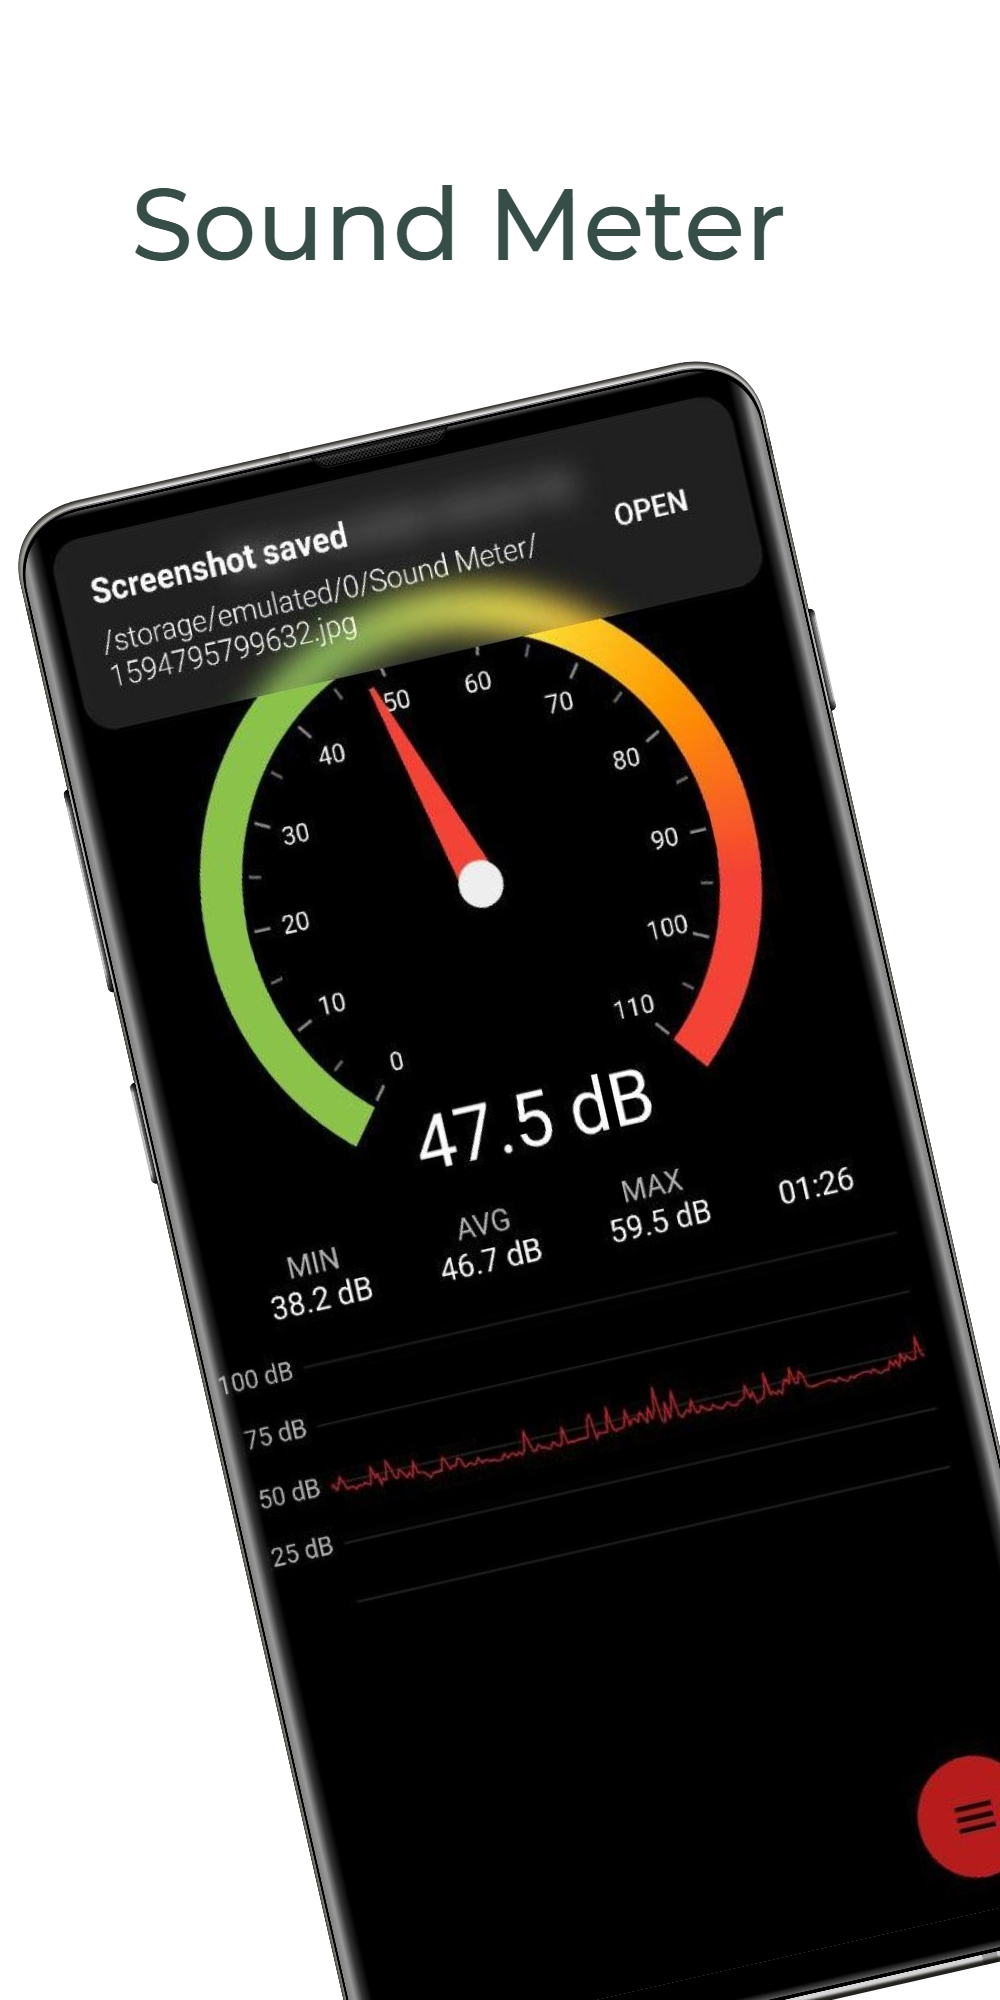 Sound Meter
Screenshot saved
/storage/emulated/0/Sound Meter/
1594795799632.jpg
OPEN
0
10
20
30
40
50
60
70
80
90
100
110
47.5 dB
MIN
38.2 dB
AVG
46.7 dB
MAX
59.5 dB
01:26
100 dB
75 dB
50 dB
25 dB